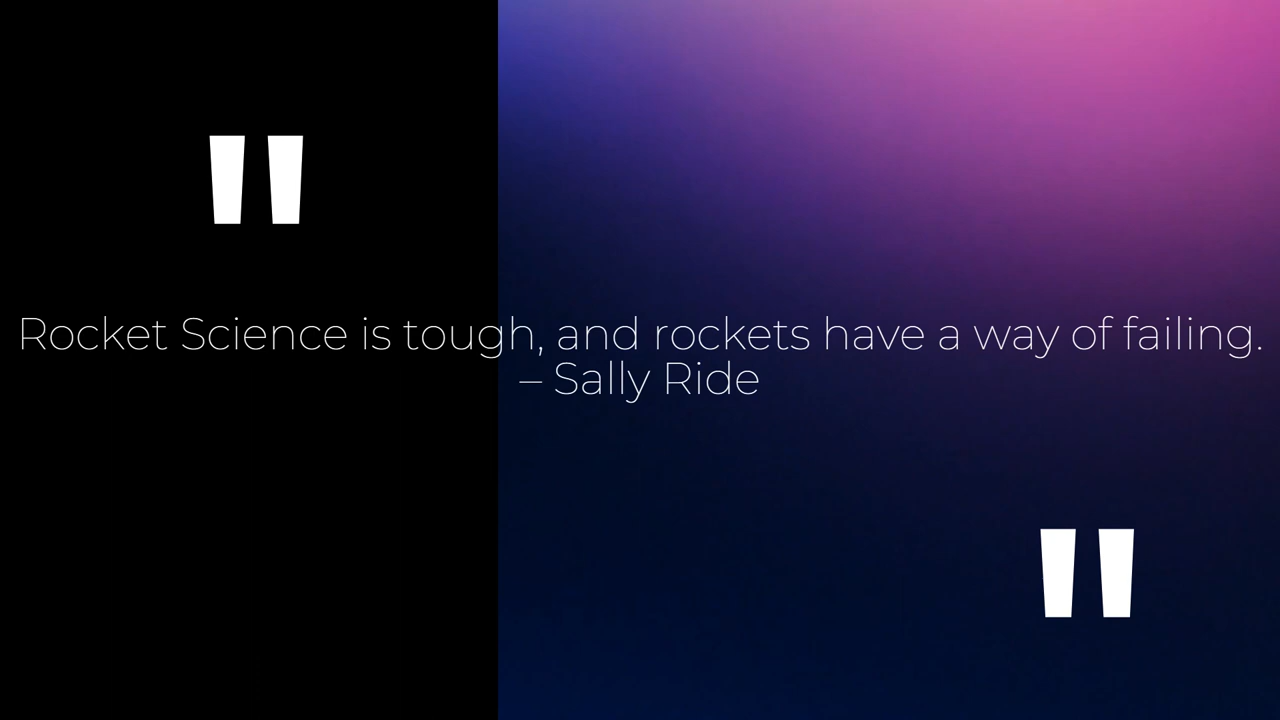 "
Rocket Science is tough, and rockets have a way of failing.
– Sally Ride
"